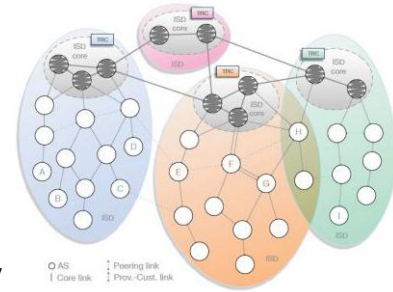 TRC
ISD
core
ISD
TRC
ISD
core
TRC
ISD
core
TRC
ISD
core
A
B
C
D
E
F
G
H
I
ISD
ISD
ISD
AS
Core link
Peering link
Prov.-Cust. link